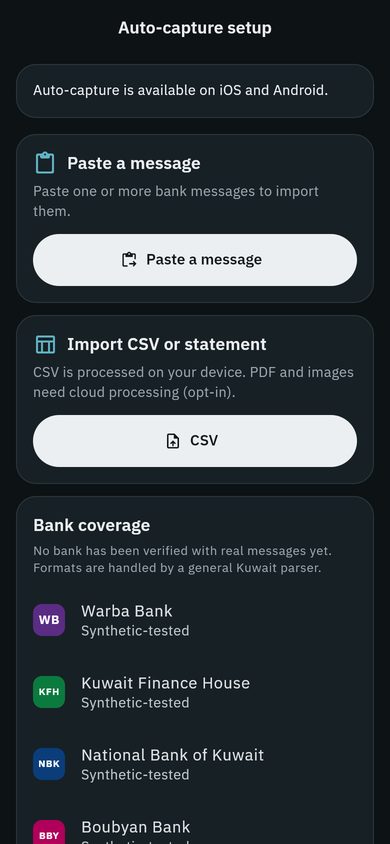 Auto-capture setup
Auto-capture is available on iOS and Android.
Paste a message
Paste one or more bank messages to import
them.
Paste a message
Import CSV or statement
CSV is processed on your device. PDF and images
need cloud processing (opt-in).
CSV
Bank coverage
No bank has been verified with real messages yet.
Formats are handled by a general Kuwait parser.
WB
Warba Bank
Synthetic-tested
KFH
Kuwait Finance House
Synthetic-tested
NBK
National Bank of Kuwait
Synthetic-tested
BBY
Boubyan Bank